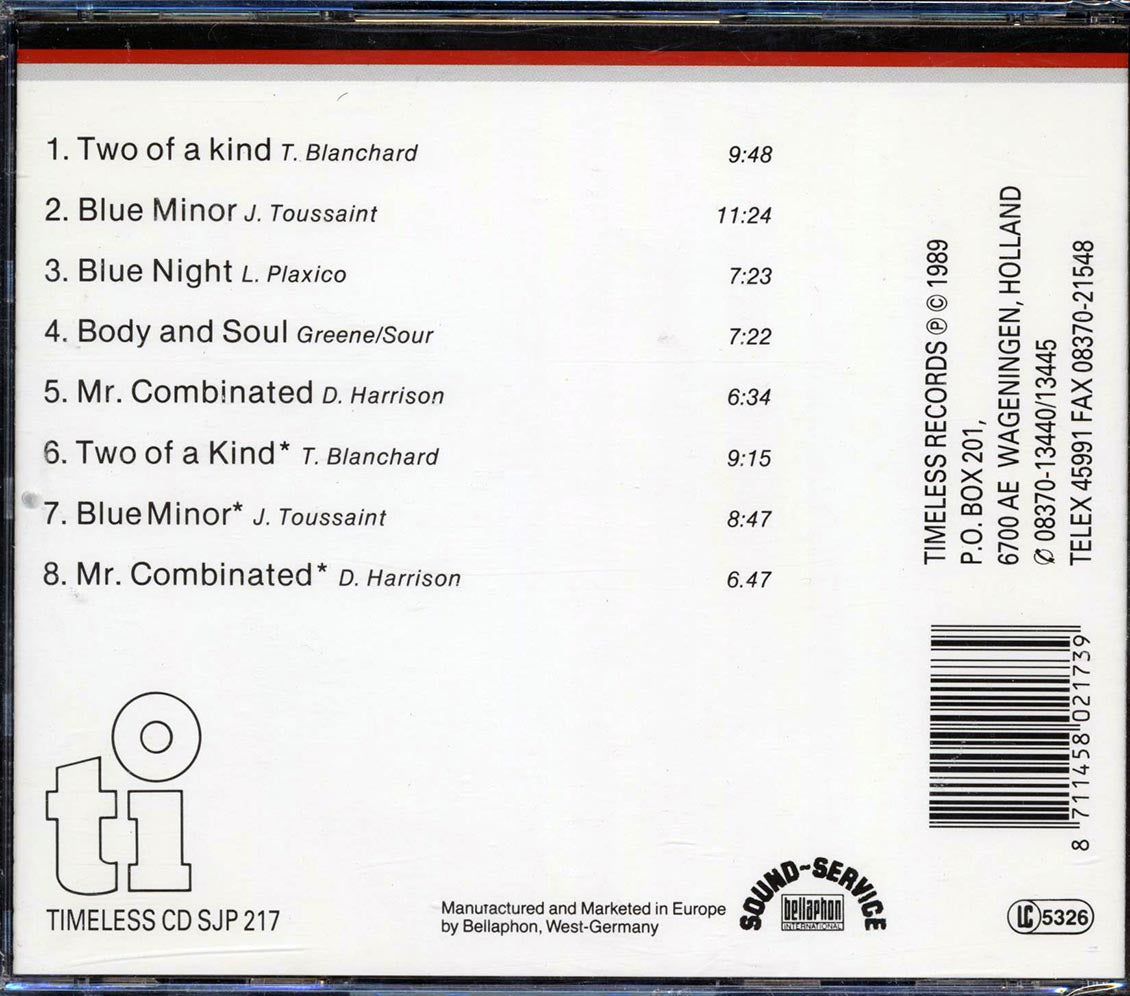 1. Two of a kind T. Blanchard 9:48
2. Blue Minor J. Toussaint 11:24
3. Blue Night L. Plaxico 7:23
4. Body and Soul Greene/Sour 7:22
5. Mr. Combinated D. Harrison 6:34
6. Two of a Kind* T. Blanchard 9:15
7. Blue Minor* J. Toussaint 8:47
8. Mr. Combinated* D. Harrison 6.47
TIMELESS RECORDS ℗ © 1989
P.O. BOX 201,
6700 AE WAGENINGEN, HOLLAND
✆ 08370-13440/13445
TELEX 45991 FAX 08370-21548
8 711458 021739
ti
TIMELESS CD SJP 217
Manufactured and Marketed in Europe
by Bellaphon, West-Germany
SOUND~SERVICE
bellaphon
INTERNATIONAL
LC 5326